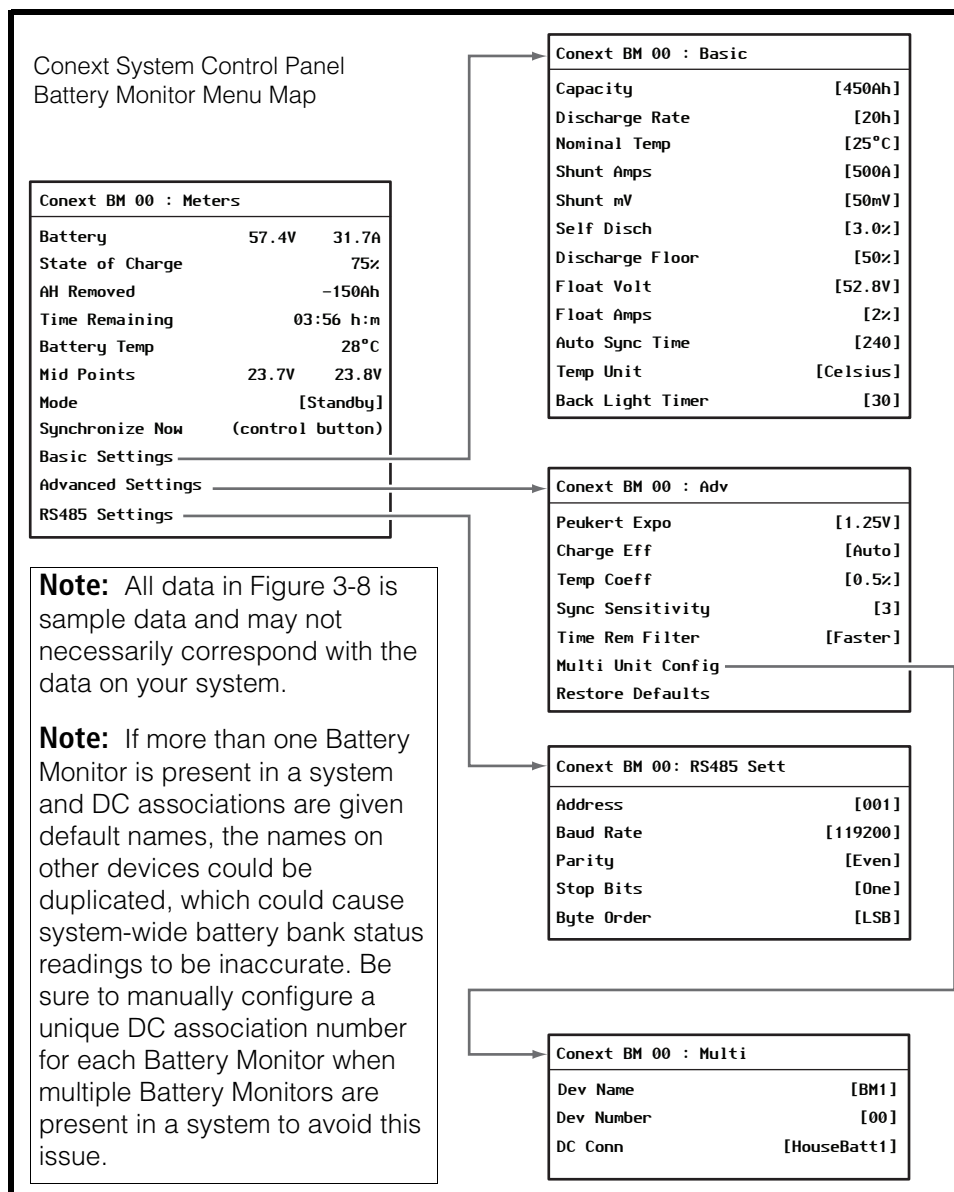 Conext System Control Panel
Battery Monitor Menu Map
Conext BM 00 : Meters
Battery 57.4V 31.7A
State of Charge 75%
AH Removed -150Ah
Time Remaining 03:56 h:m
Battery Temp 28°C
Mid Points 23.7V 23.8V
Mode [Standby]
Synchronize Now (control button)
Basic Settings
Advanced Settings
RS485 Settings
Note: All data in Figure 3-8 is
sample data and may not
necessarily correspond with the
data on your system.
Note: If more than one Battery
Monitor is present in a system
and DC associations are given
default names, the names on
other devices could be
duplicated, which could cause
system-wide battery bank status
readings to be inaccurate. Be
sure to manually configure a
unique DC association number
for each Battery Monitor when
multiple Battery Monitors are
present in a system to avoid this
issue.
Conext BM 00 : Basic
Capacity [450Ah]
Discharge Rate [20h]
Nominal Temp [25°C]
Shunt Amps [500A]
Shunt mV [50mV]
Self Disch [3.0%]
Discharge Floor [50%]
Float Volt [52.8V]
Float Amps [2%]
Auto Sync Time [240]
Temp Unit [Celsius]
Back Light Timer [30]
Conext BM 00 : Adv
Peukert Expo [1.25V]
Charge Eff [Auto]
Temp Coeff [0.5%]
Sync Sensitivity [3]
Time Rem Filter [Faster]
Multi Unit Config
Restore Defaults
Conext BM 00: RS485 Sett
Address [001]
Baud Rate [119200]
Parity [Even]
Stop Bits [One]
Byte Order [LSB]
Conext BM 00 : Multi
Dev Name [BM1]
Dev Number [00]
DC Conn [HouseBatt1]